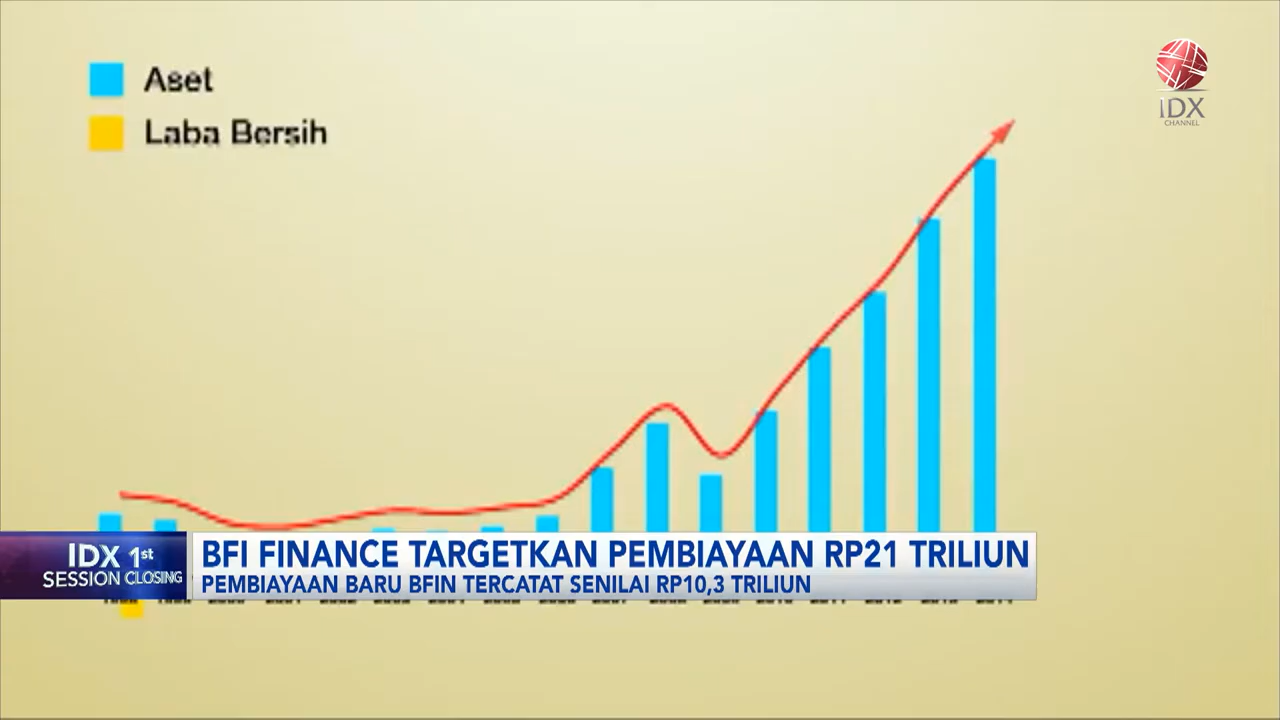 Aset
Laba Bersih
IDX
CHANNEL
IDX 1st
SESSION CLOSING
BFI FINANCE TARGETKAN PEMBIAYAAN RP21 TRILIUN
PEMBIAYAAN BARU BFIN TERCATAT SENILAI RP10,3 TRILIUN